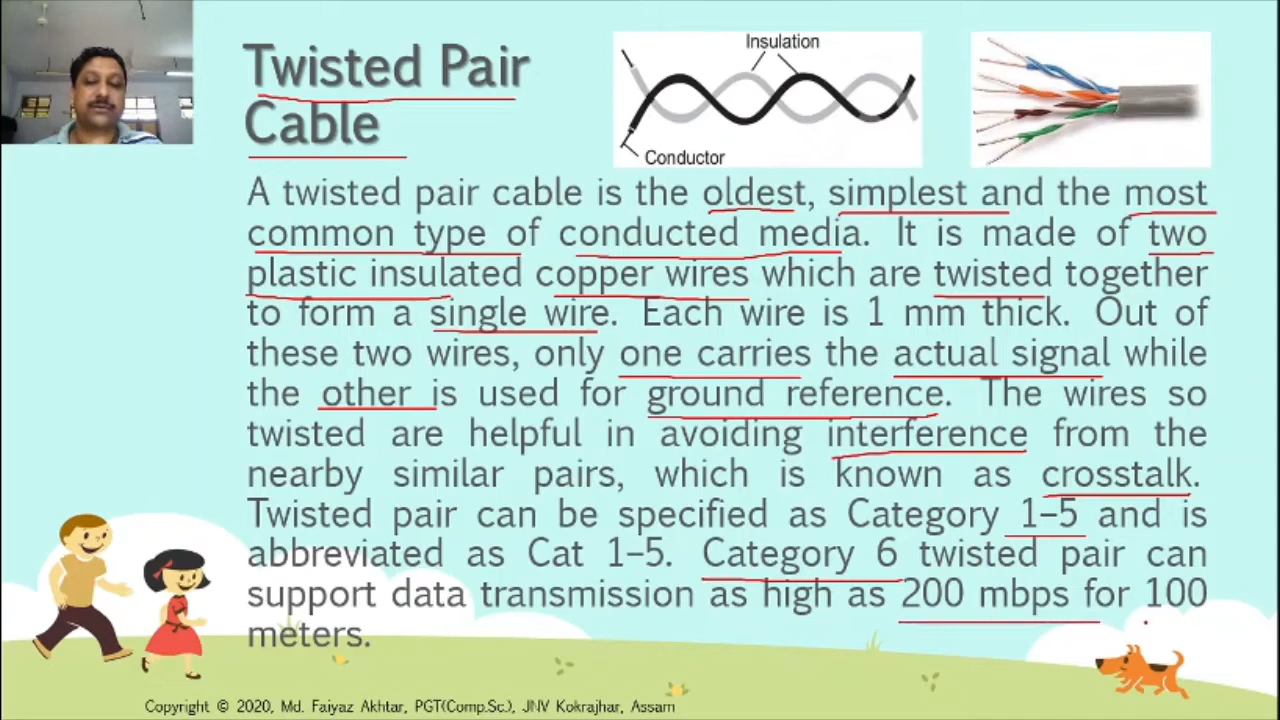 Twisted Pair
Cable
Insulation
Conductor
A twisted pair cable is the oldest, simplest and the most
common type of conducted media. It is made of two
plastic insulated copper wires which are twisted together
to form a single wire. Each wire is 1 mm thick. Out of
these two wires, only one carries the actual signal while
the other is used for ground reference. The wires so
twisted are helpful in avoiding interference from the
nearby similar pairs, which is known as crosstalk.
Twisted pair can be specified as Category 1–5 and is
abbreviated as Cat 1–5. Category 6 twisted pair can
support data transmission as high as 200 mbps for 100
meters.
Copyright © 2020, Md. Faiyaz Akhtar, PGT(Comp.Sc.), JNV Kokrajhar, Assam